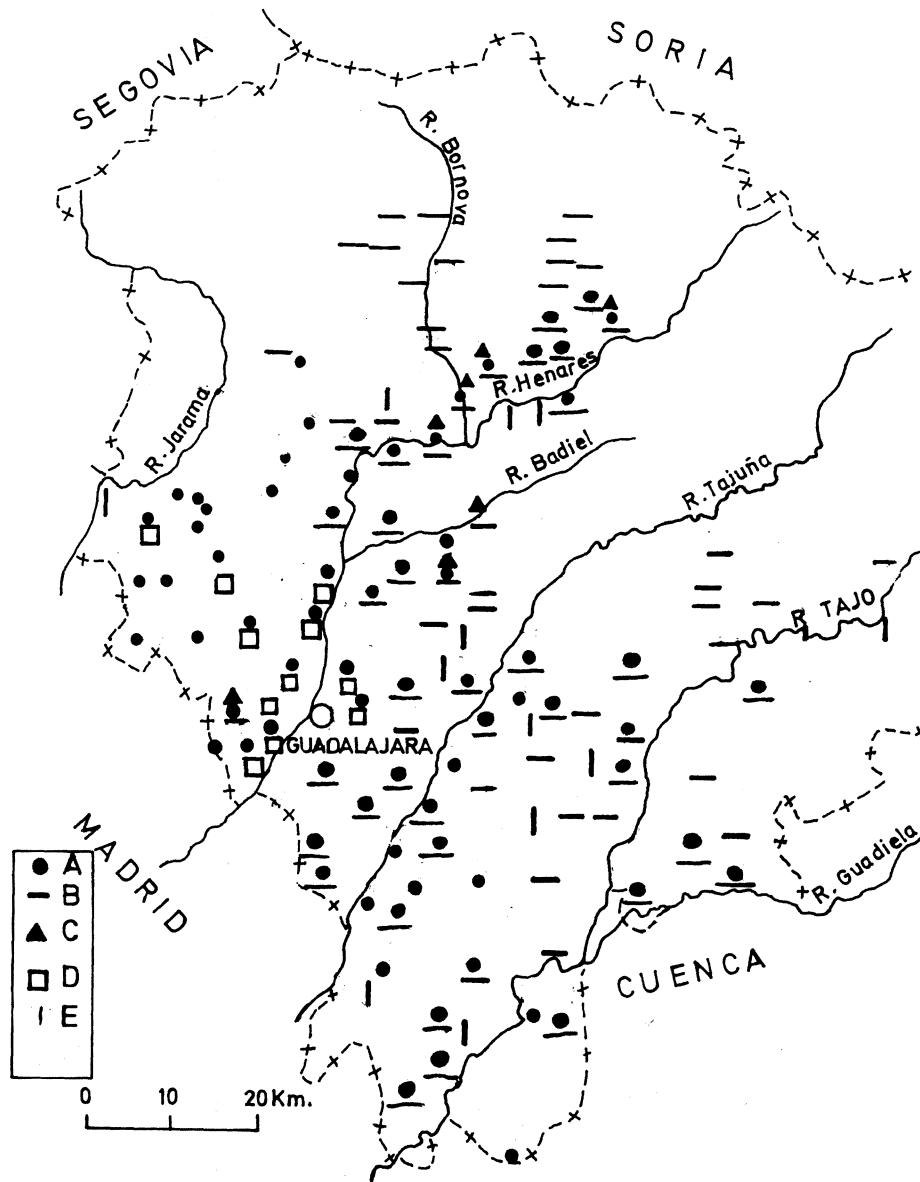 SEGOVIA
SORIA
R. Bornova
R. Jarama
R. Henares
R. Badiel
R. Tajuña
R. TAJO
GUADALAJARA
MADRID
R. Guadiela
CUENCA
A
B
C
D
E
0 10 20 Km.